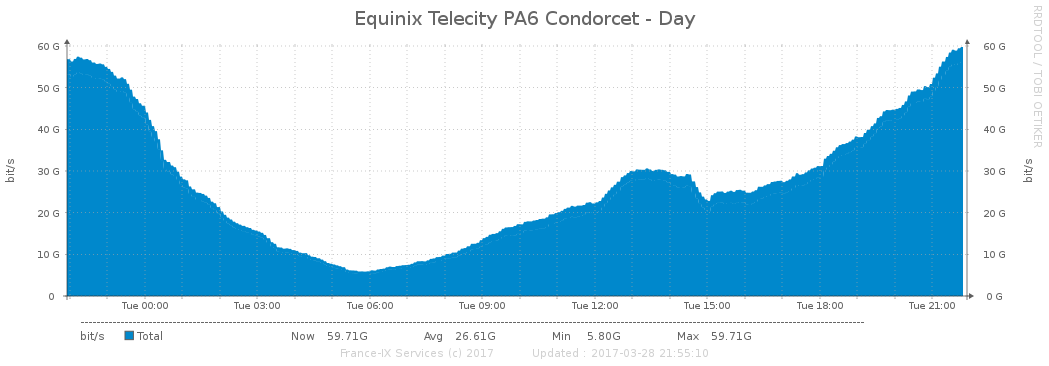 Equinix Telecity PA6 Condorcet - Day
RRDTOOL / TOBI OETIKER
bit/s
60 G
50 G
40 G
30 G
20 G
10 G
0
60 G
50 G
40 G
30 G
20 G
10 G
0 G
bit/s
Tue 00:00 Tue 03:00 Tue 06:00 Tue 09:00 Tue 12:00 Tue 15:00 Tue 18:00 Tue 21:00
bit/s Total Now 59.71G Avg 26.61G Min 5.80G Max 59.71G
France-IX Services (c) 2017 Updated : 2017-03-28 21:55:10